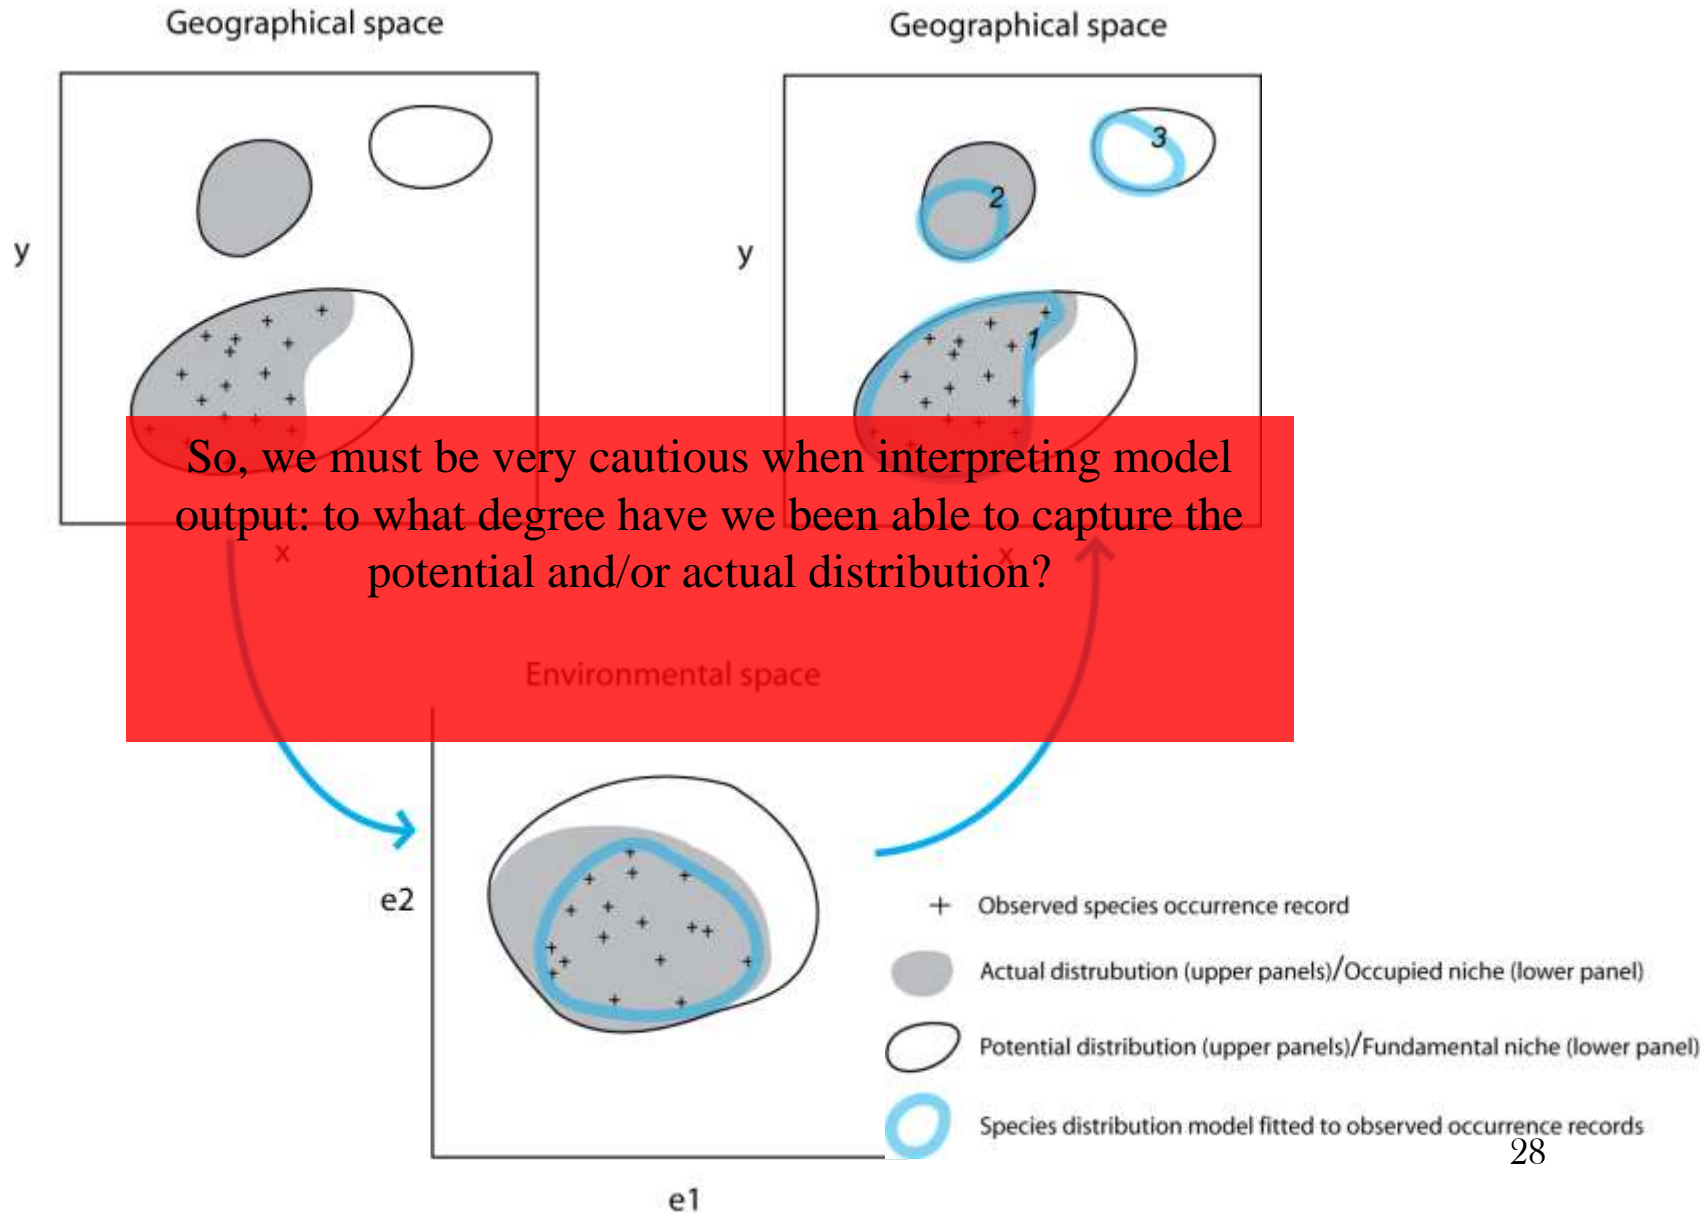 Geographical space
Geographical space
y
y
3
2
1
So, we must be very cautious when interpreting model
output: to what degree have we been able to capture the
potential and/or actual distribution?
x
x
Environmental space
e2
e1
Observed species occurrence record
Actual distrubution (upper panels)/Occupied niche (lower panel)
Potential distribution (upper panels)/Fundamental niche (lower panel)
Species distribution model fitted to observed occurrence records
28